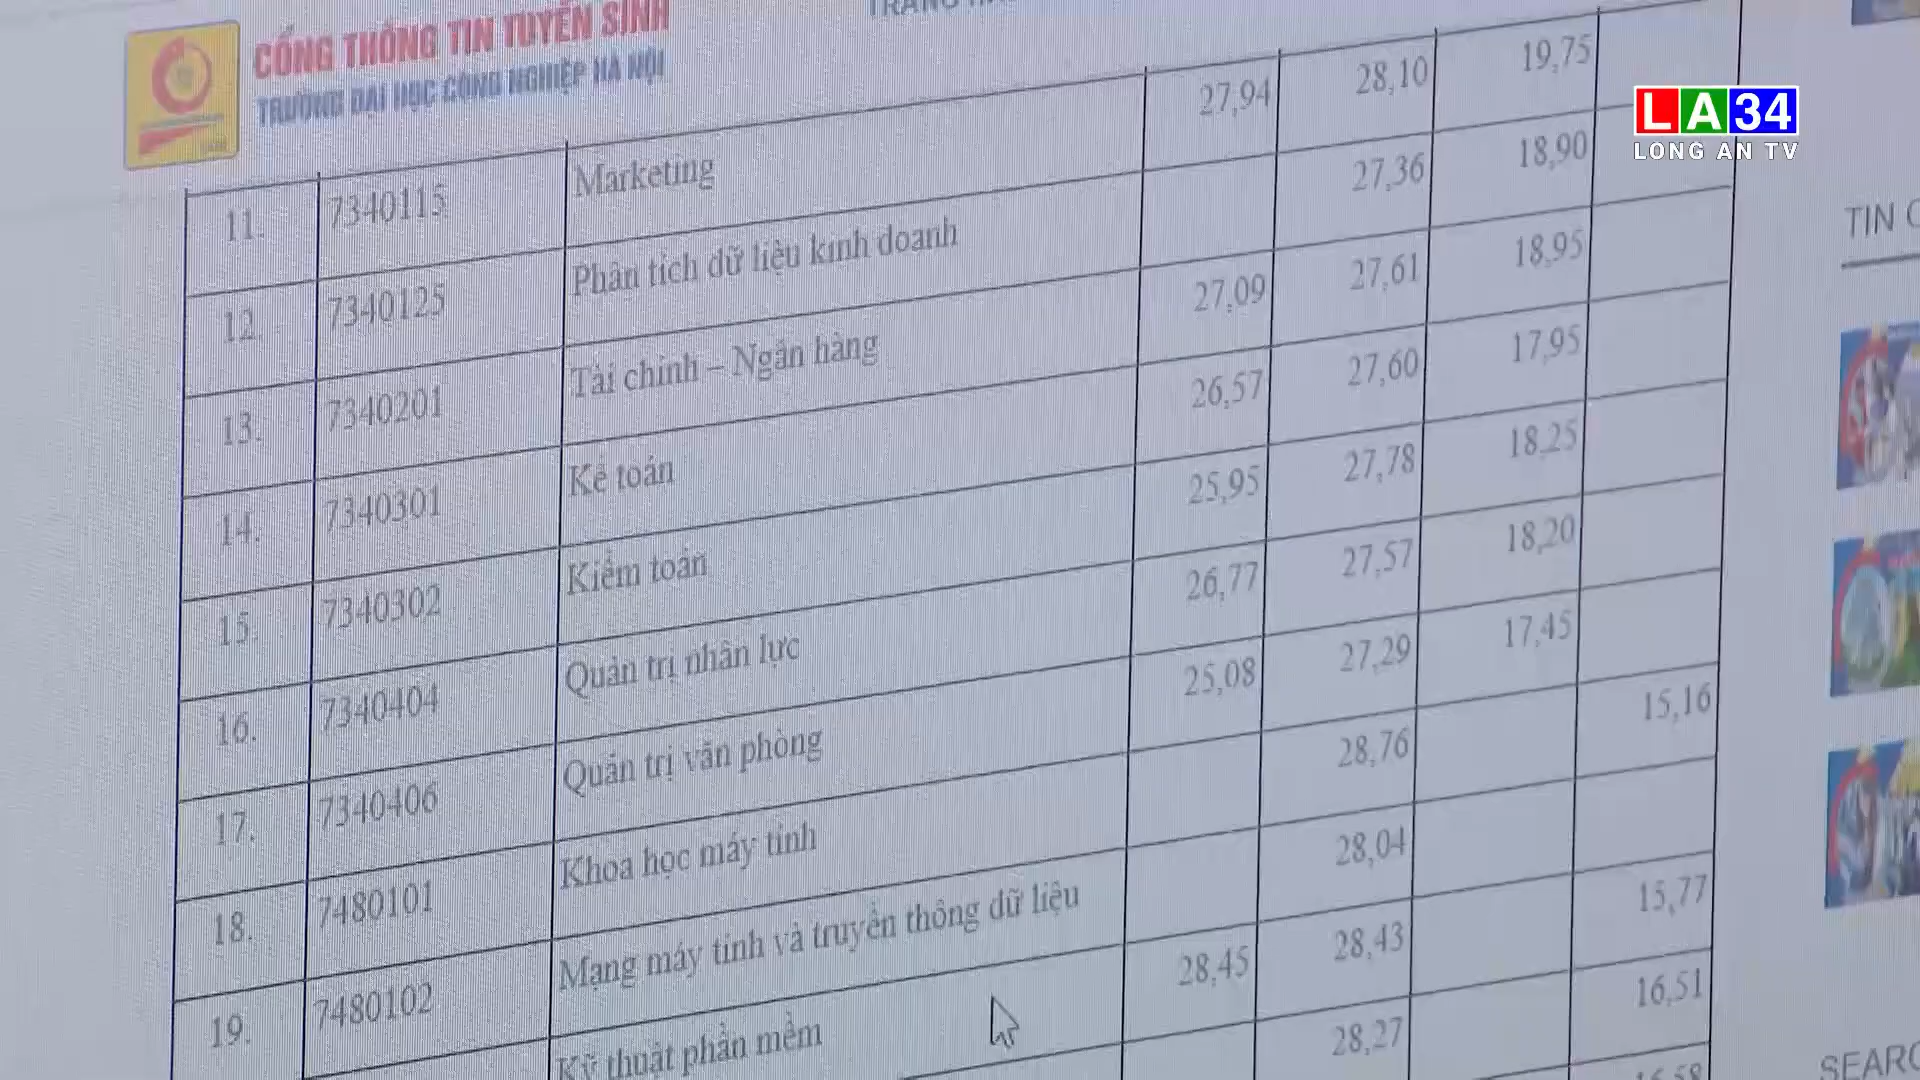 CỔNG THÔNG TIN TUYỂN SINH
TRƯỜNG ĐẠI HỌC CÔNG NGHIỆP HÀ NỘI
LA34
LONG AN TV
11. 7340115 Marketing 27,94 28,10 19,75
12. 7340125 Phân tích dữ liệu kinh doanh 27,36 18,90
13. 7340201 Tài chính – Ngân hàng 27,09 27,61 18,95
14. 7340301 Kế toán 26,57 27,60 17,95
15. 7340302 Kiểm toán 25,95 27,78 18,25
16. 7340404 Quản trị nhân lực 26,77 27,57 18,20
17. 7340406 Quản trị văn phòng 25,08 27,29 17,45
18. 7480101 Khoa học máy tính 28,76 15,16
19. 7480102 Mạng máy tính và truyền thông dữ liệu 28,04
Kỹ thuật phần mềm 28,45 28,43 15,77
28,27 16,51
16,58
TIN
SEARC